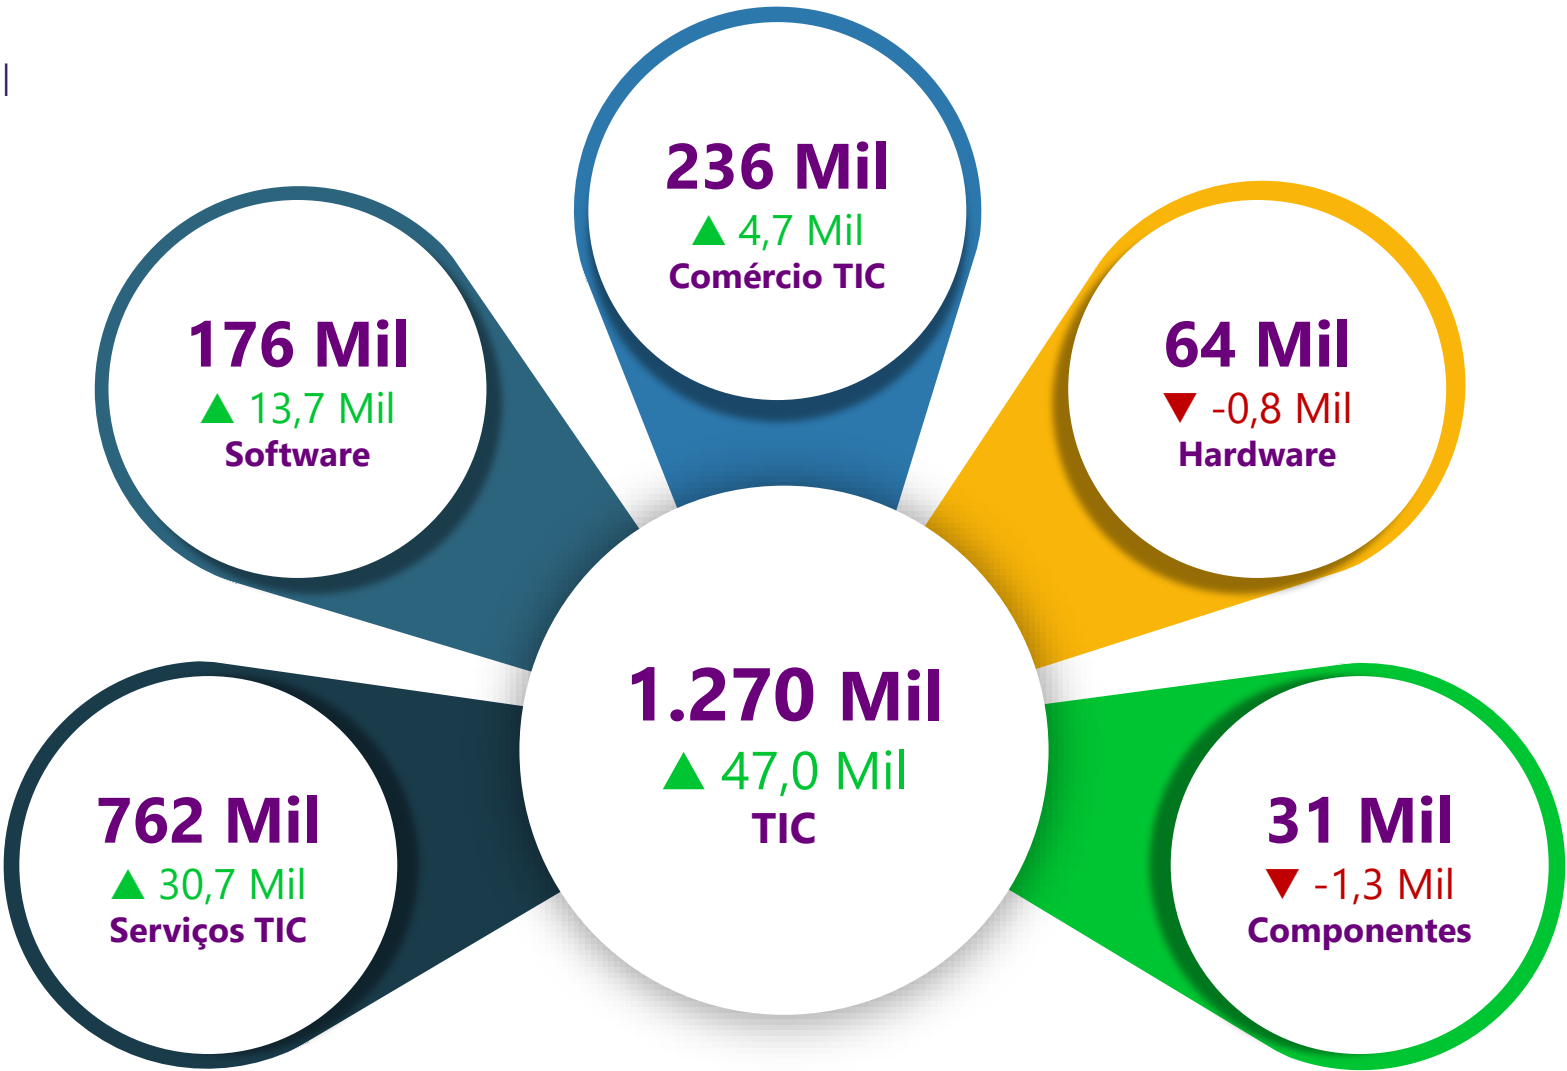 236 Mil
▲ 4,7 Mil
Comércio TIC
176 Mil
▲ 13,7 Mil
Software
64 Mil
▼ -0,8 Mil
Hardware
1.270 Mil
▲ 47,0 Mil
TIC
762 Mil
▲ 30,7 Mil
Serviços TIC
31 Mil
▼ -1,3 Mil
Componentes